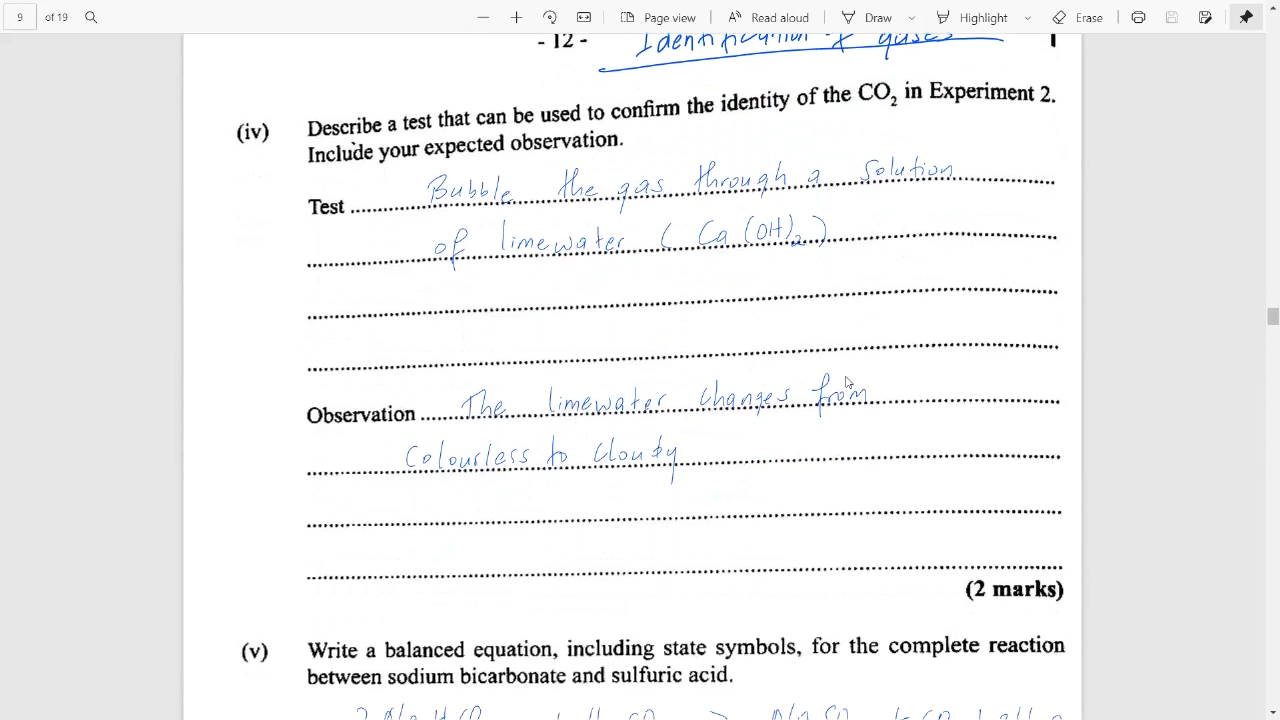 9 of 19 Page view Read aloud Draw Highlight Erase
- 12 - Identification of gases
(iv) Describe a test that can be used to confirm the identity of the CO₂ in Experiment 2.
Include your expected observation.
Test Bubble the gas through a solution
of limewater ( Ca (OH)₂ )
Observation The limewater changes from
Colourless to cloudy
(2 marks)
(v) Write a balanced equation, including state symbols, for the complete reaction
between sodium bicarbonate and sulfuric acid.